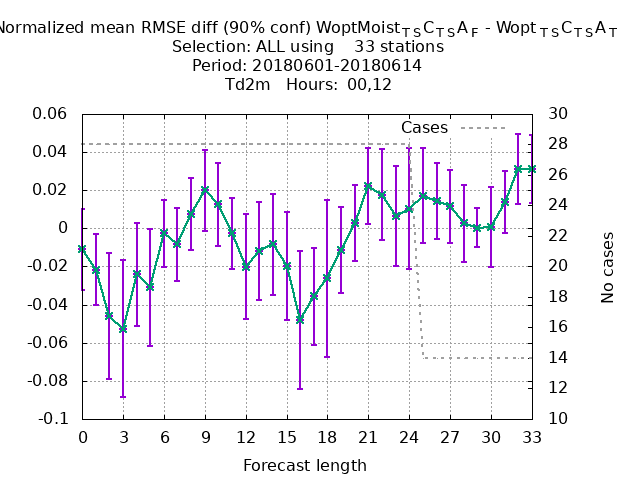 Normalized mean RMSE diff (90% conf) WoptMoist_TSC_TSA_F - Wopt_TSC_TSA_T
Selection: ALL using 33 stations
Period: 20180601-20180614
Td2m Hours: 00,12
Cases
0.06
0.04
0.02
0
-0.02
-0.04
-0.06
-0.08
-0.1
30
28
26
24
22
20
18
16
14
12
10
No cases
0 3 6 9 12 15 18 21 24 27 30 33
Forecast length